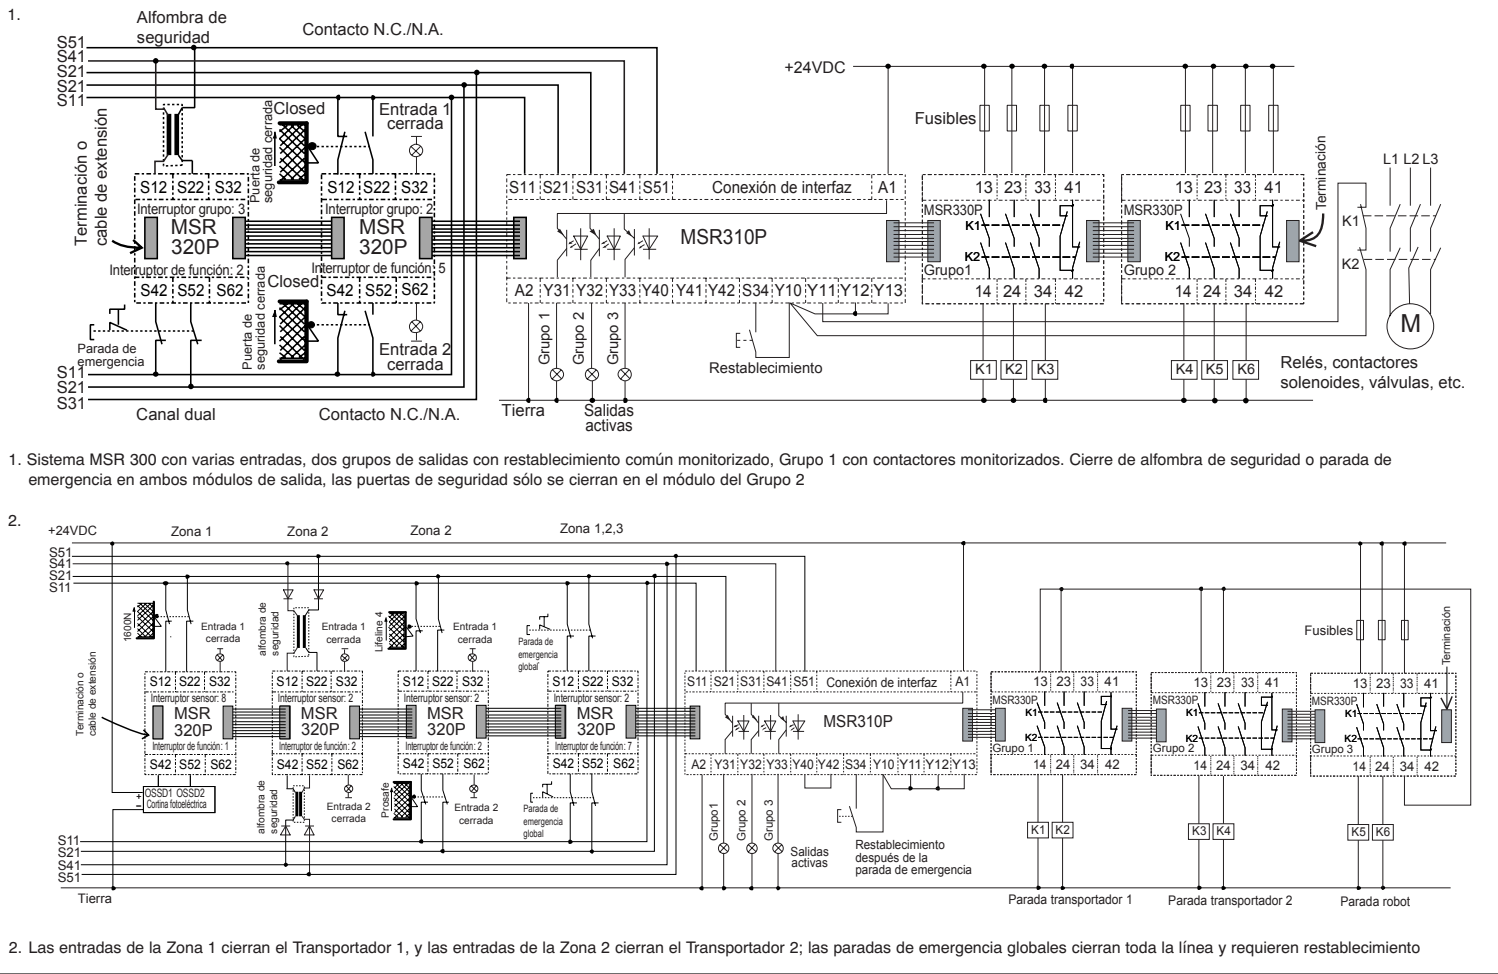 1.
Alfombra de
seguridad
Contacto N.C./N.A.
S51
S41
S21
S21
S11
+24VDC
Closed
Entrada 1
cerrada
Puerta de
seguridad cerrada
Terminación o
cable de extensión
Fusibles
Terminación
L1 L2 L3
S12 S22 S32
S12 S22 S32
S11 S21 S31 S41 S51 Conexión de interfaz A1
13 23 33 41
13 23 33 41
Interruptor grupo: 3
MSR
320P
Interruptor de función: 2
Interruptor grupo: 2
MSR
320P
Interruptor de función: 5
MSR310P
MSR330P
K1
K2
Grupo1
MSR330P
K1
K2
Grupo 2
K1
K2
M
S42 S52 S62
S42 S52 S62
A2 Y31 Y32 Y33 Y40 Y41 Y42 S34 Y10 Y11 Y12 Y13
14 24 34 42
14 24 34 42
Closed
Puerta de
seguridad cerrada
Parada de
emergencia
Entrada 2
cerrada
Grupo 1
Grupo 2
Grupo 3
Restablecimiento
K1 K2 K3
K4 K5 K6
Relés, contactores
solenoides, válvulas, etc.
S11
S21
S31
Canal dual
Contacto N.C./N.A.
Tierra
Salidas
activas
1. Sistema MSR 300 con varias entradas, dos grupos de salidas con restablecimiento común monitorizado, Grupo 1 con contactores monitorizados. Cierre de alfombra de seguridad o parada de
emergencia en ambos módulos de salida, las puertas de seguridad sólo se cierran en el módulo del Grupo 2
2.
+24VDC
Zona 1
Zona 2
Zona 2
Zona 1,2,3
S51
S41
S21
S11
1600N
Entrada 1
cerrada
alfombra de
seguridad
Entrada 1
cerrada
Lifeline 4
Entrada 1
cerrada
Parada de
emergencia
global
Fusibles
Terminación
Terminación o
cable de extensión
S12 S22 S32
S12 S22 S32
S12 S22 S32
S12 S22 S32
S11 S21 S31 S41 S51 Conexión de interfaz A1
13 23 33 41
13 23 33 41
13 23 33 41
Interruptor sensor: 8
MSR
320P
Interruptor de función: 1
Interruptor sensor: 2
MSR
320P
Interruptor de función: 2
Interruptor sensor: 2
MSR
320P
Interruptor de función: 2
Interruptor sensor: 2
MSR
320P
Interruptor de función: 7
MSR310P
MSR330P
K1
K2
Grupo 1
MSR330P
K1
K2
Grupo 2
MSR330P
K1
K2
Grupo 3
S42 S52 S62
S42 S52 S62
S42 S52 S62
S42 S52 S62
A2 Y31 Y32 Y33 Y40 Y42 S34 Y10 Y11 Y12 Y13
14 24 34 42
14 24 34 42
14 24 34 42
+
−
OSSD1 OSSD2
Cortina fotoeléctrica
alfombra de
seguridad
Entrada 2
cerrada
Prosafe
Entrada 2
cerrada
Parada de
emergencia
global
Grupo1
Grupo 2
Grupo 3
Salidas
activas
Restablecimiento
después de la
parada de emergencia
K1 K2
K3 K4
K5 K6
S11
S21
S41
S51
Tierra
Parada transportador 1
Parada transportador 2
Parada robot
2. Las entradas de la Zona 1 cierran el Transportador 1, y las entradas de la Zona 2 cierran el Transportador 2; las paradas de emergencia globales cierran toda la línea y requieren restablecimiento